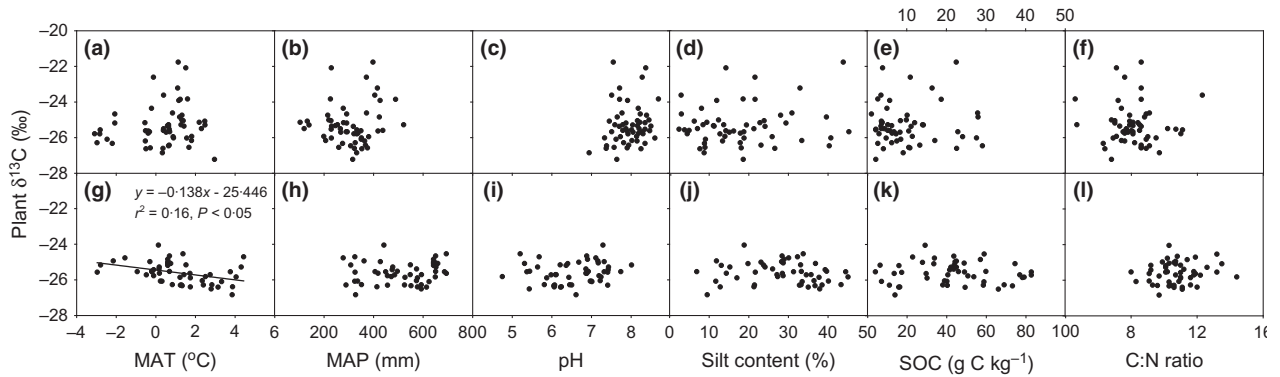 10 20 30 40 50
−20
−22
−24
−26
−28
−22
−24
−26
−28
Plant δ¹³C (‰)
(a) (b) (c) (d) (e) (f)
(g) (h) (i) (j) (k) (l)
y = −0·138x - 25·446
r² = 0·16, P < 0·05
−4 −2 0 2 4 6
0 200 400 600 800
4 5 6 7 8
0 10 20 30 40 50
20 40 60 80 100
8 12 16
MAT (°C) MAP (mm) pH Silt content (%) SOC (g C kg⁻¹) C:N ratio